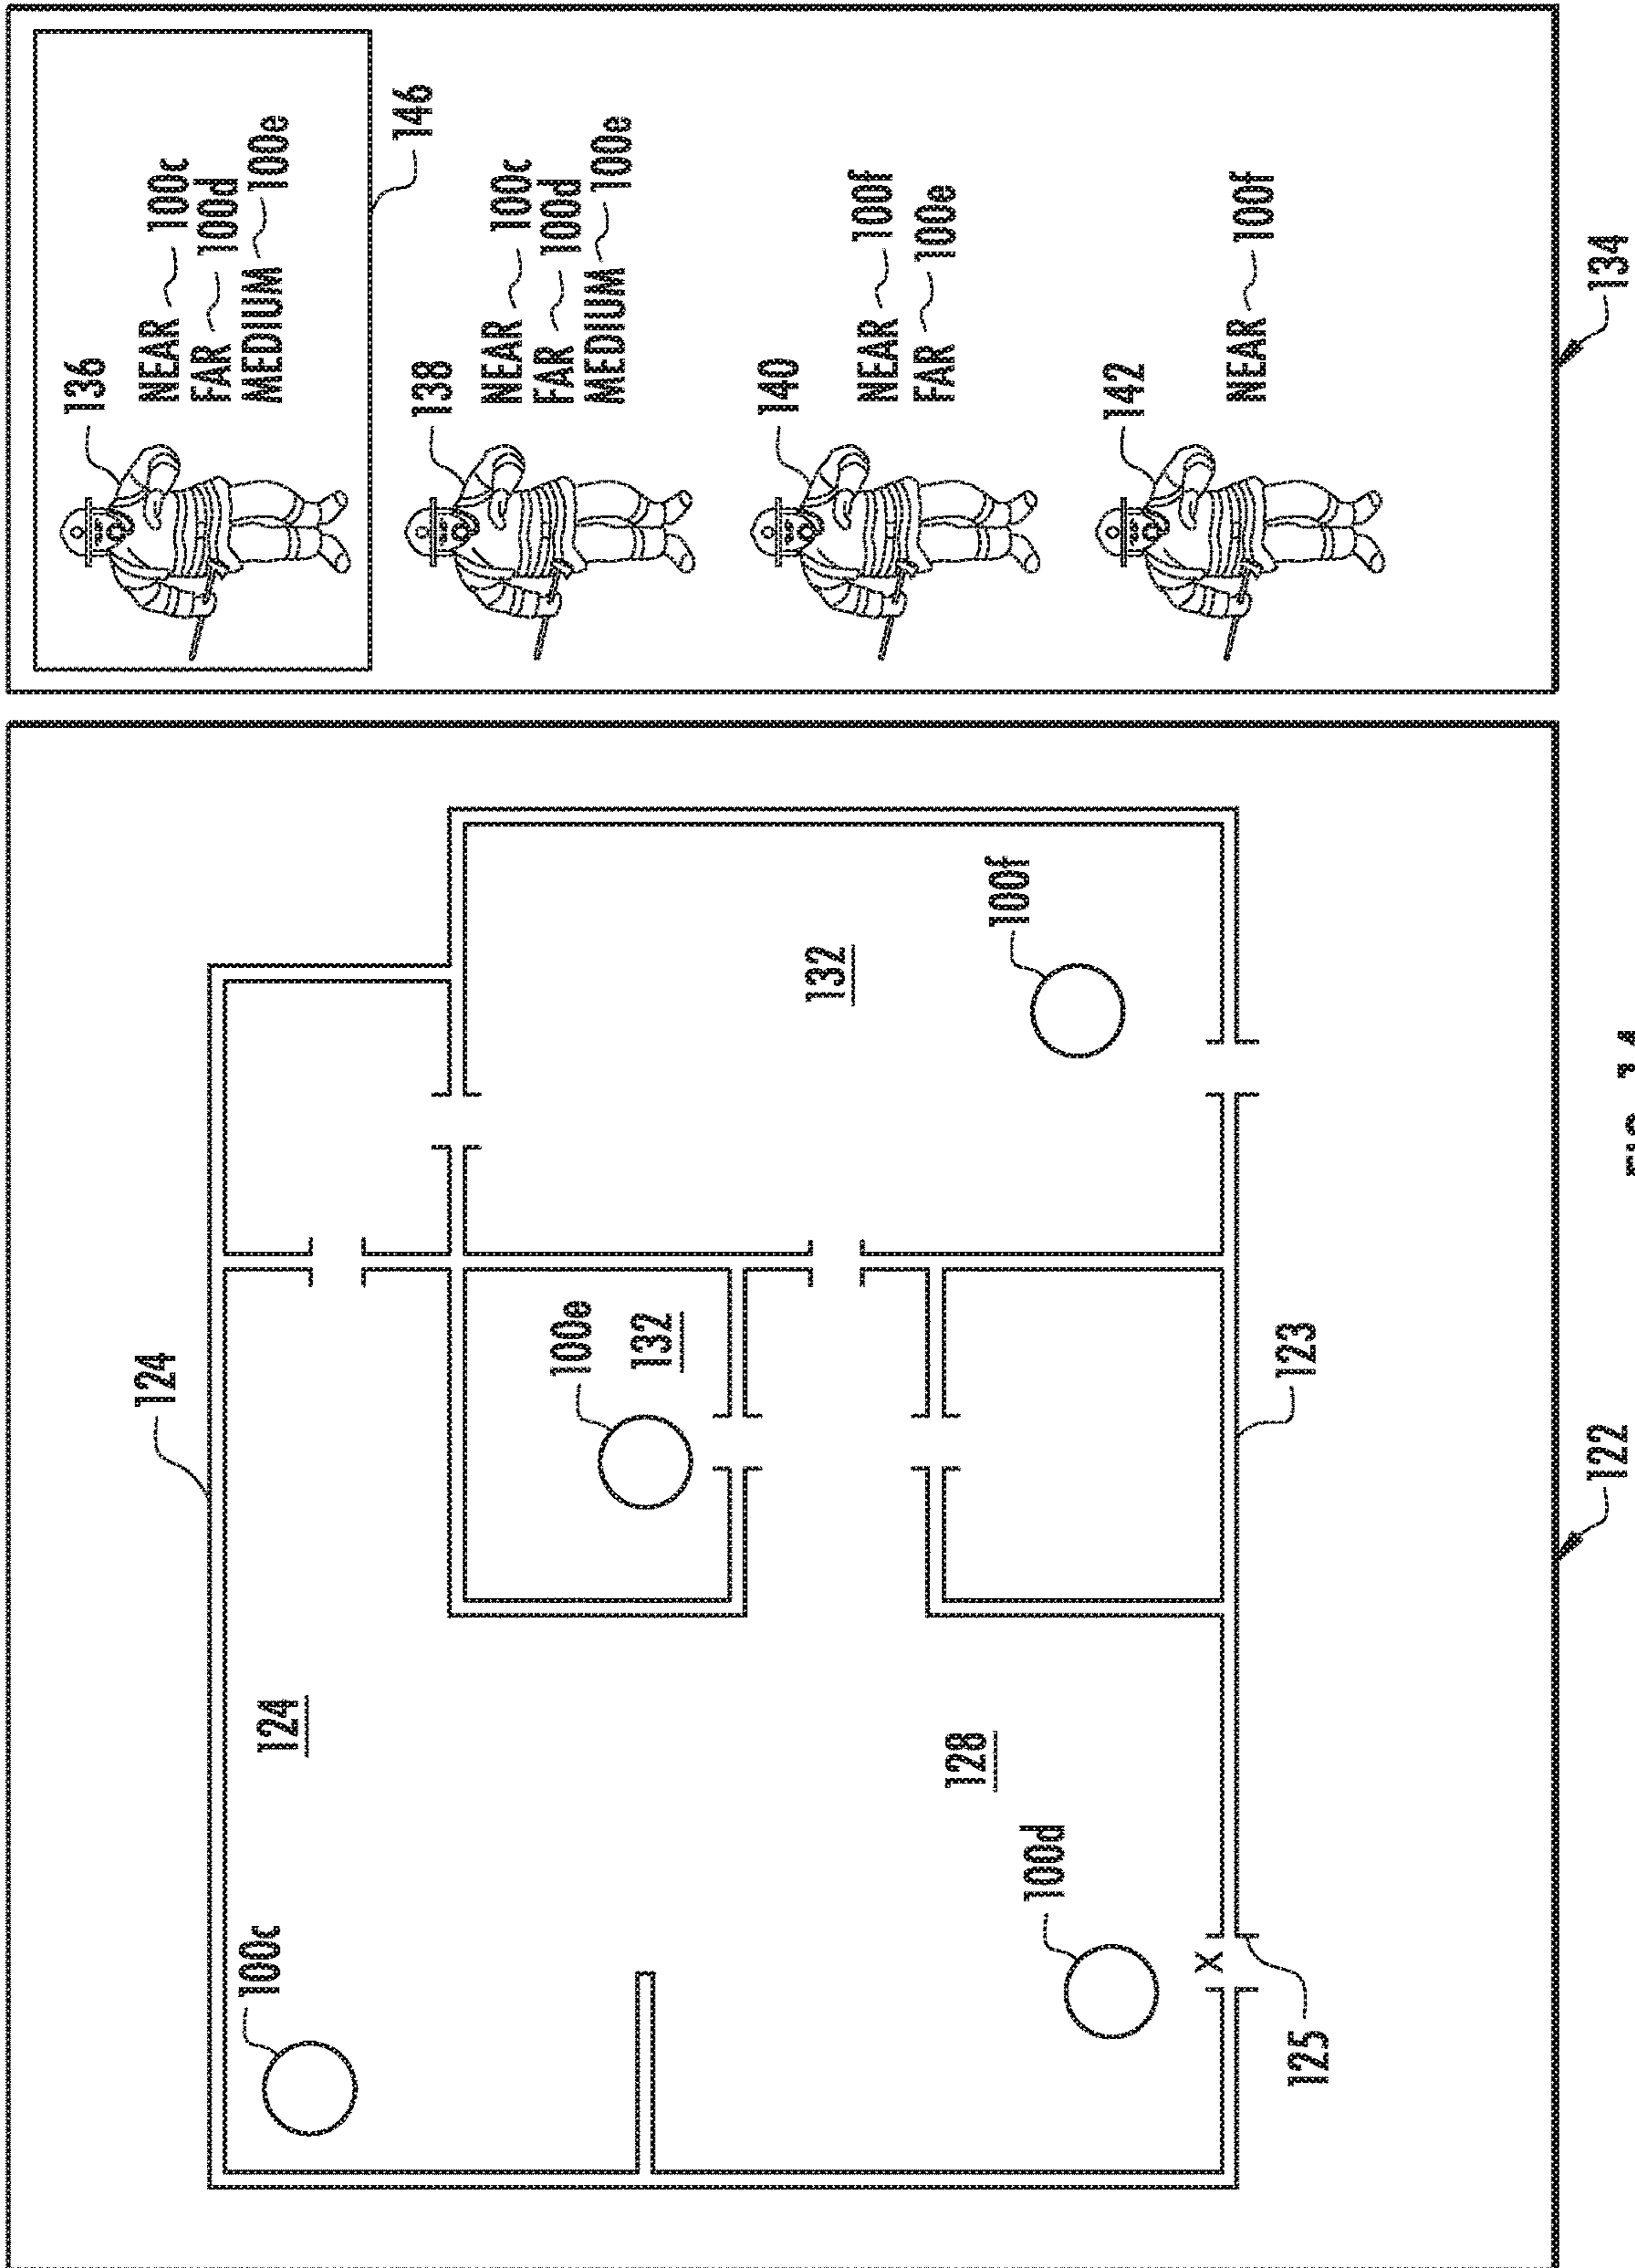 124
100c
124
100e
132
132
100f
128
100d
X
125
123
122
136
NEAR 100c
FAR 100d
MEDIUM 100e
146
138
NEAR 100c
FAR 100d
MEDIUM 100e
140
NEAR 100f
FAR 100e
142
NEAR 100f
134